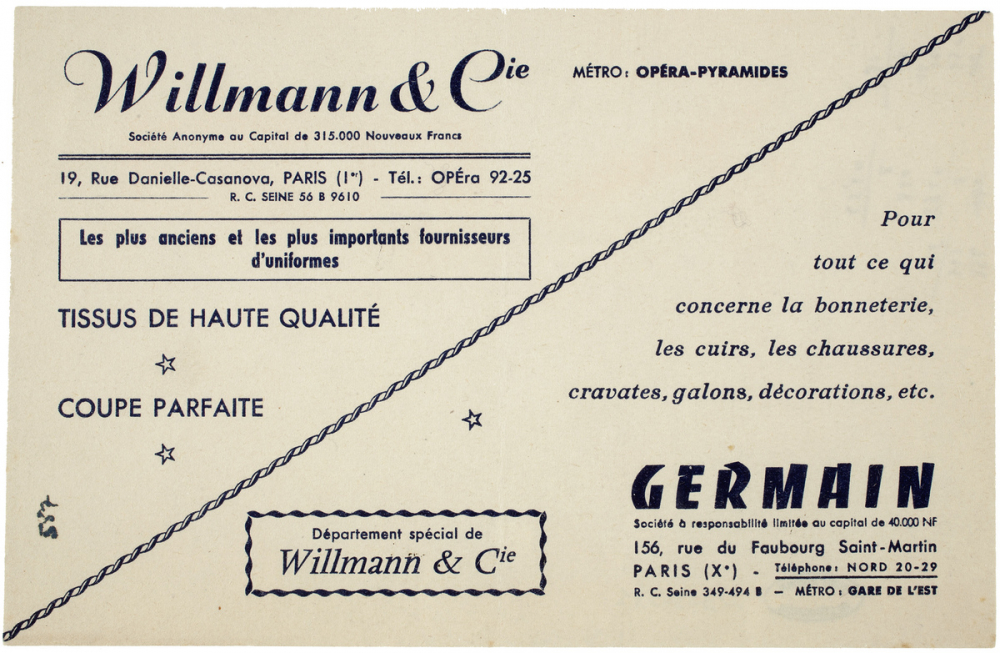 Willmann & Cie
Société Anonyme au Capital de 315.000 Nouveaux Francs
19, Rue Danielle-Casanova, PARIS (1er) - Tél.: OPÉra 92-25
R. C. SEINE 56 B 9610
Les plus anciens et les plus importants fournisseurs
d'uniformes
TISSUS DE HAUTE QUALITÉ
COUPE PARFAITE
587
Département spécial de
Willmann & Cie
MÉTRO: OPÉRA-PYRAMIDES
Pour
tout ce qui
concerne la bonneterie,
les cuirs, les chaussures,
cravates, galons, décorations, etc.
GERMAIN
Société à responsabilité limitée au capital de 40.000 NF
156, rue du Faubourg Saint-Martin
PARIS (X°) - Téléphone: NORD 20-29
R. C. Seine 349-494 B — MÉTRO: GARE DE L'EST